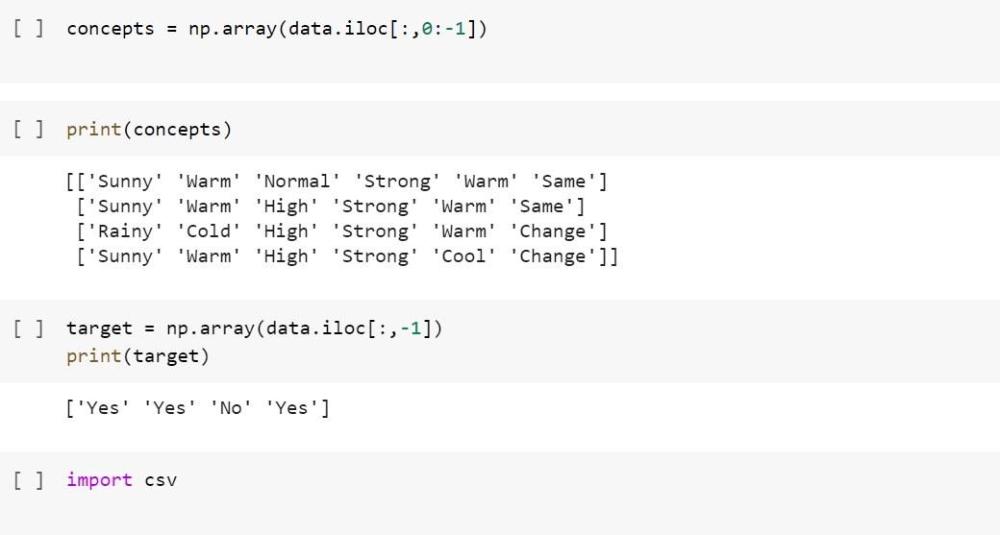 [ ] concepts = np.array(data.iloc[:,0:-1])
[ ] print(concepts)
[['Sunny' 'Warm' 'Normal' 'Strong' 'Warm' 'Same']
['Sunny' 'Warm' 'High' 'Strong' 'Warm' 'Same']
['Rainy' 'Cold' 'High' 'Strong' 'Warm' 'Change']
['Sunny' 'Warm' 'High' 'Strong' 'Cool' 'Change']]
[ ] target = np.array(data.iloc[:,-1])
print(target)
['Yes' 'Yes' 'No' 'Yes']
[ ] import csv